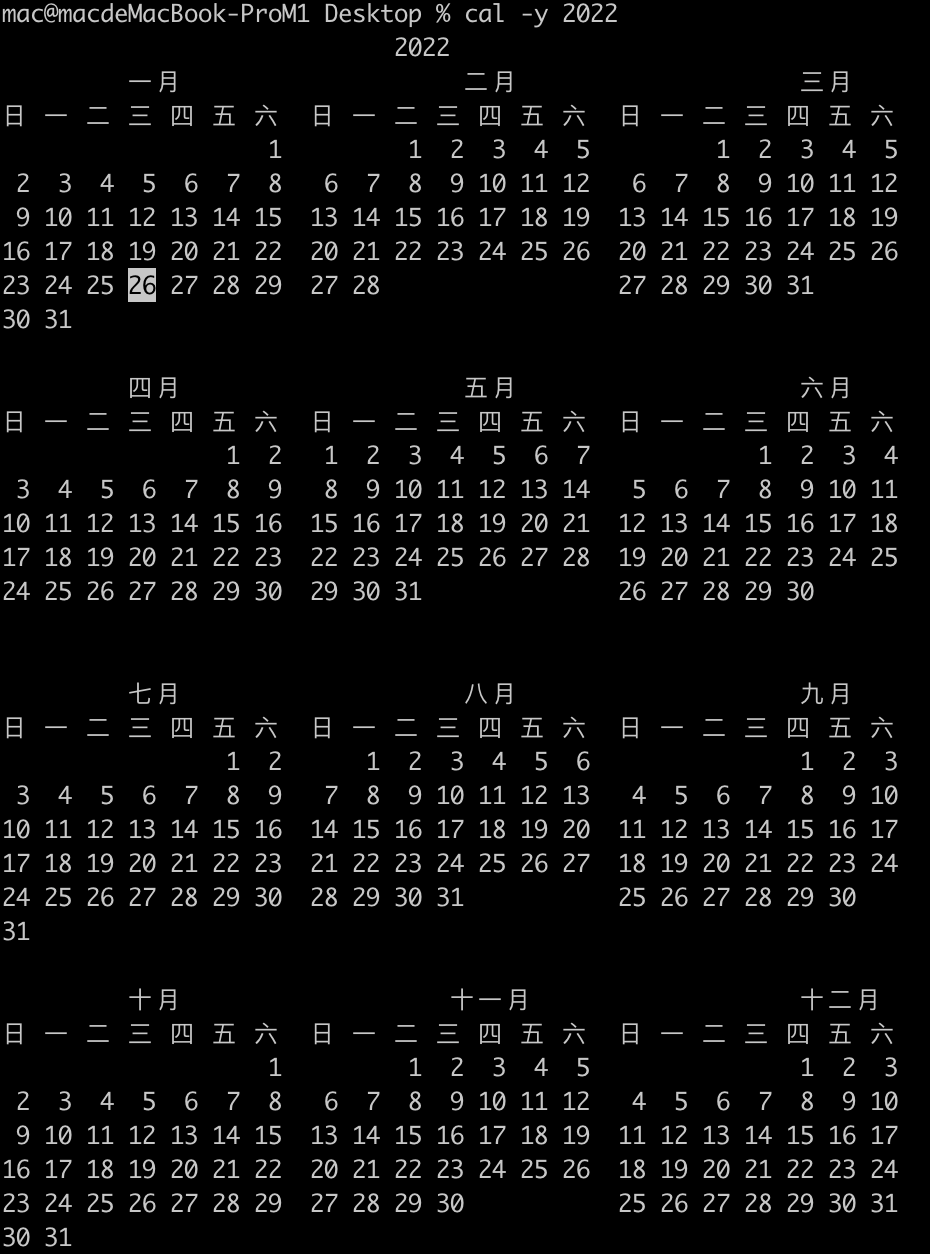 mac@macdeMacBook-ProM1 Desktop % cal -y 2022
                            2022
         一月                    二月                    三月
日 一 二 三 四 五 六  日 一 二 三 四 五 六  日 一 二 三 四 五 六
                   1         1  2  3  4  5         1  2  3  4  5
 2  3  4  5  6  7  8   6  7  8  9 10 11 12   6  7  8  9 10 11 12
 9 10 11 12 13 14 15  13 14 15 16 17 18 19  13 14 15 16 17 18 19
16 17 18 19 20 21 22  20 21 22 23 24 25 26  20 21 22 23 24 25 26
23 24 25 26 27 28 29  27 28                 27 28 29 30 31
30 31
         四月                    五月                    六月
日 一 二 三 四 五 六  日 一 二 三 四 五 六  日 一 二 三 四 五 六
                1  2   1  2  3  4  5  6  7            1  2  3  4
 3  4  5  6  7  8  9   8  9 10 11 12 13 14   5  6  7  8  9 10 11
10 11 12 13 14 15 16  15 16 17 18 19 20 21  12 13 14 15 16 17 18
17 18 19 20 21 22 23  22 23 24 25 26 27 28  19 20 21 22 23 24 25
24 25 26 27 28 29 30  29 30 31              26 27 28 29 30
         七月                    八月                    九月
日 一 二 三 四 五 六  日 一 二 三 四 五 六  日 一 二 三 四 五 六
                1  2      1  2  3  4  5  6               1  2  3
 3  4  5  6  7  8  9   7  8  9 10 11 12 13   4  5  6  7  8  9 10
10 11 12 13 14 15 16  14 15 16 17 18 19 20  11 12 13 14 15 16 17
17 18 19 20 21 22 23  21 22 23 24 25 26 27  18 19 20 21 22 23 24
24 25 26 27 28 29 30  28 29 30 31           25 26 27 28 29 30
31
         十月                   十一月                   十二月
日 一 二 三 四 五 六  日 一 二 三 四 五 六  日 一 二 三 四 五 六
                   1         1  2  3  4  5               1  2  3
 2  3  4  5  6  7  8   6  7  8  9 10 11 12   4  5  6  7  8  9 10
 9 10 11 12 13 14 15  13 14 15 16 17 18 19  11 12 13 14 15 16 17
16 17 18 19 20 21 22  20 21 22 23 24 25 26  18 19 20 21 22 23 24
23 24 25 26 27 28 29  27 28 29 30           25 26 27 28 29 30 31
30 31